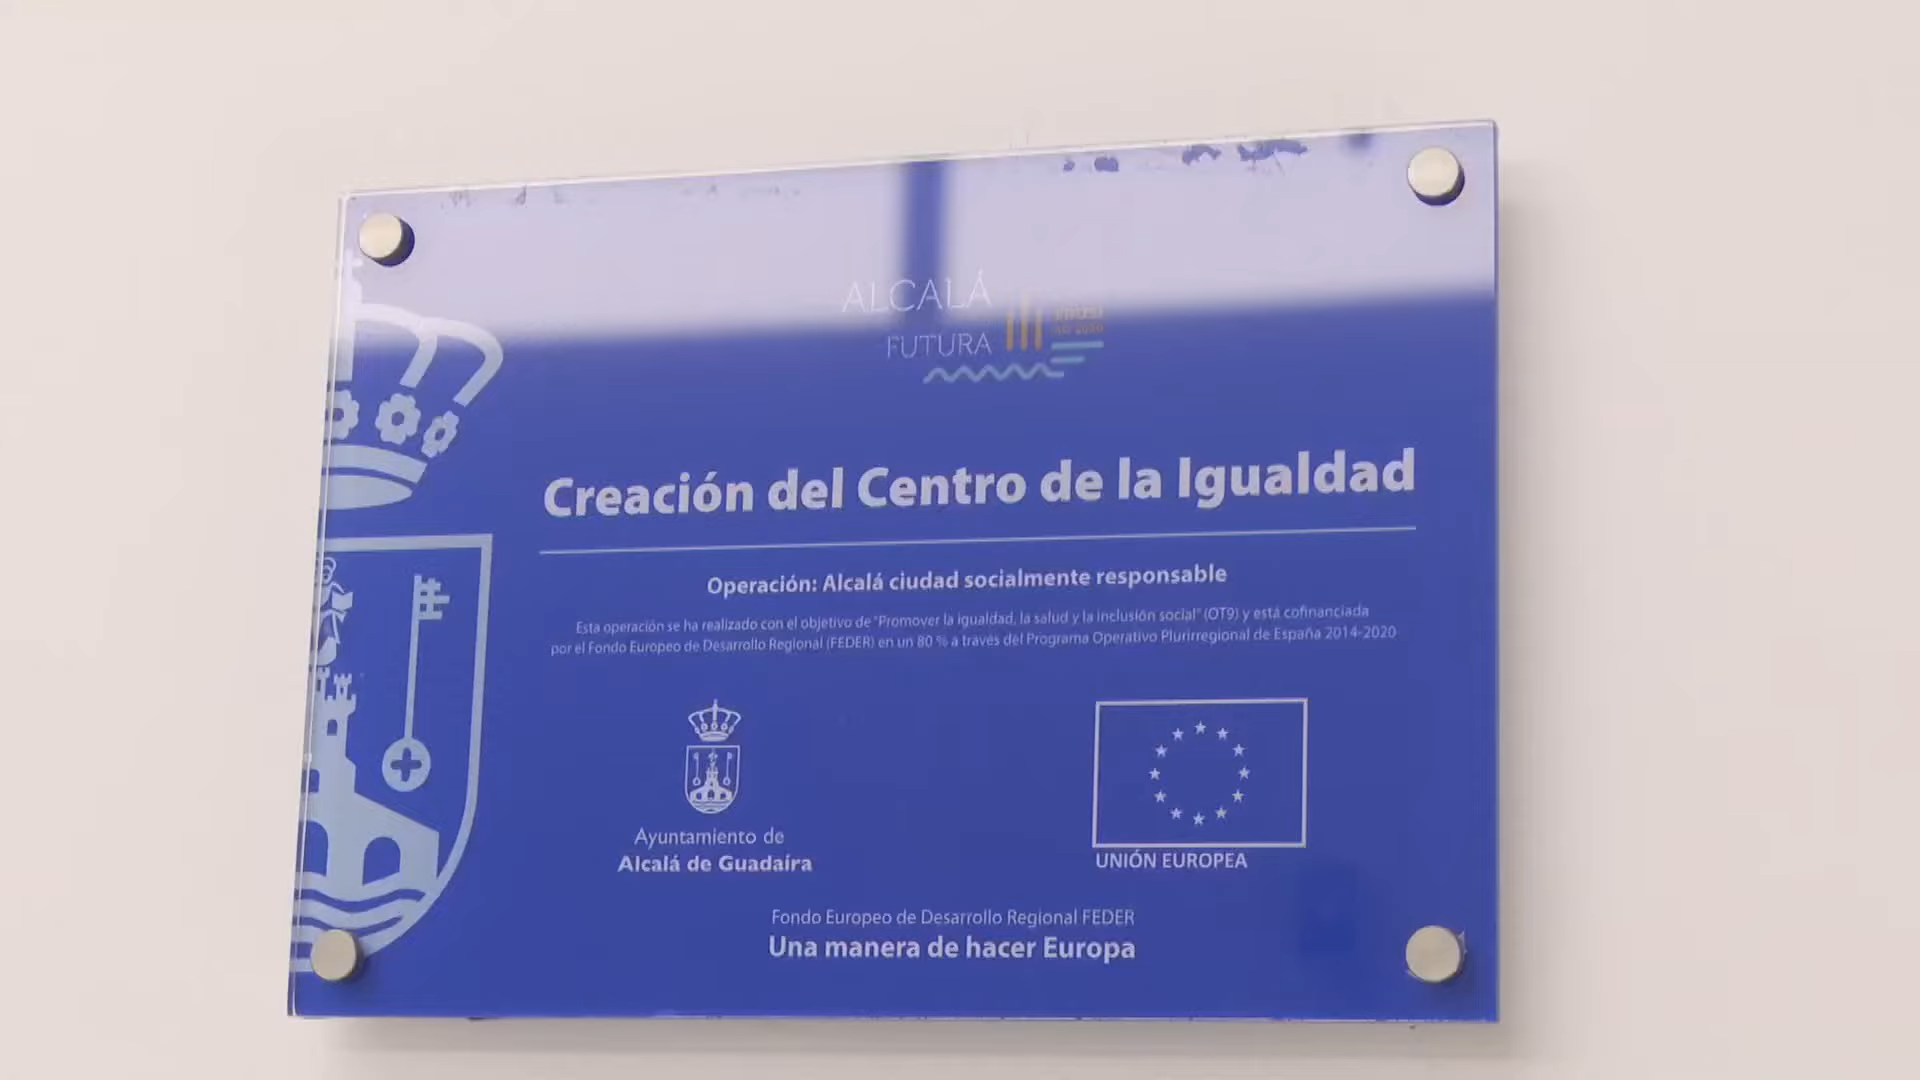 ALCALÁ
FUTURA
Creación del Centro de la Igualdad
Operación: Alcalá ciudad socialmente responsable
Esta operación se ha realizado con el objetivo de "Promover la igualdad, la salud y la inclusión social" (OT9) y está cofinanciada
por el Fondo Europeo de Desarrollo Regional (FEDER) en un 80 % a través del Programa Operativo Plurirregional de España 2014-2020
Ayuntamiento de
Alcalá de Guadaíra
UNIÓN EUROPEA
Fondo Europeo de Desarrollo Regional FEDER
Una manera de hacer Europa